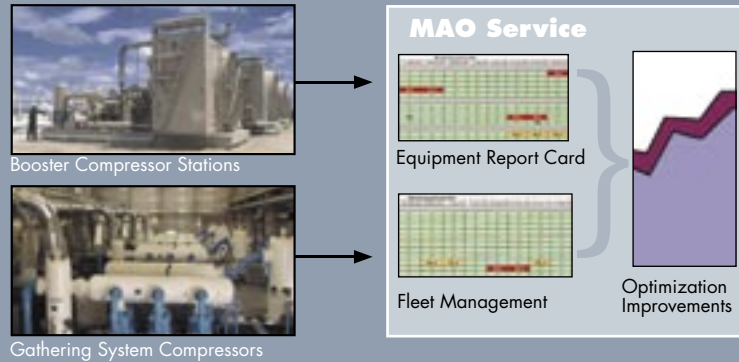 MAO Service
Booster Compressor Stations
Equipment Report Card
Fleet Management
Optimization
Improvements
Gathering System Compressors